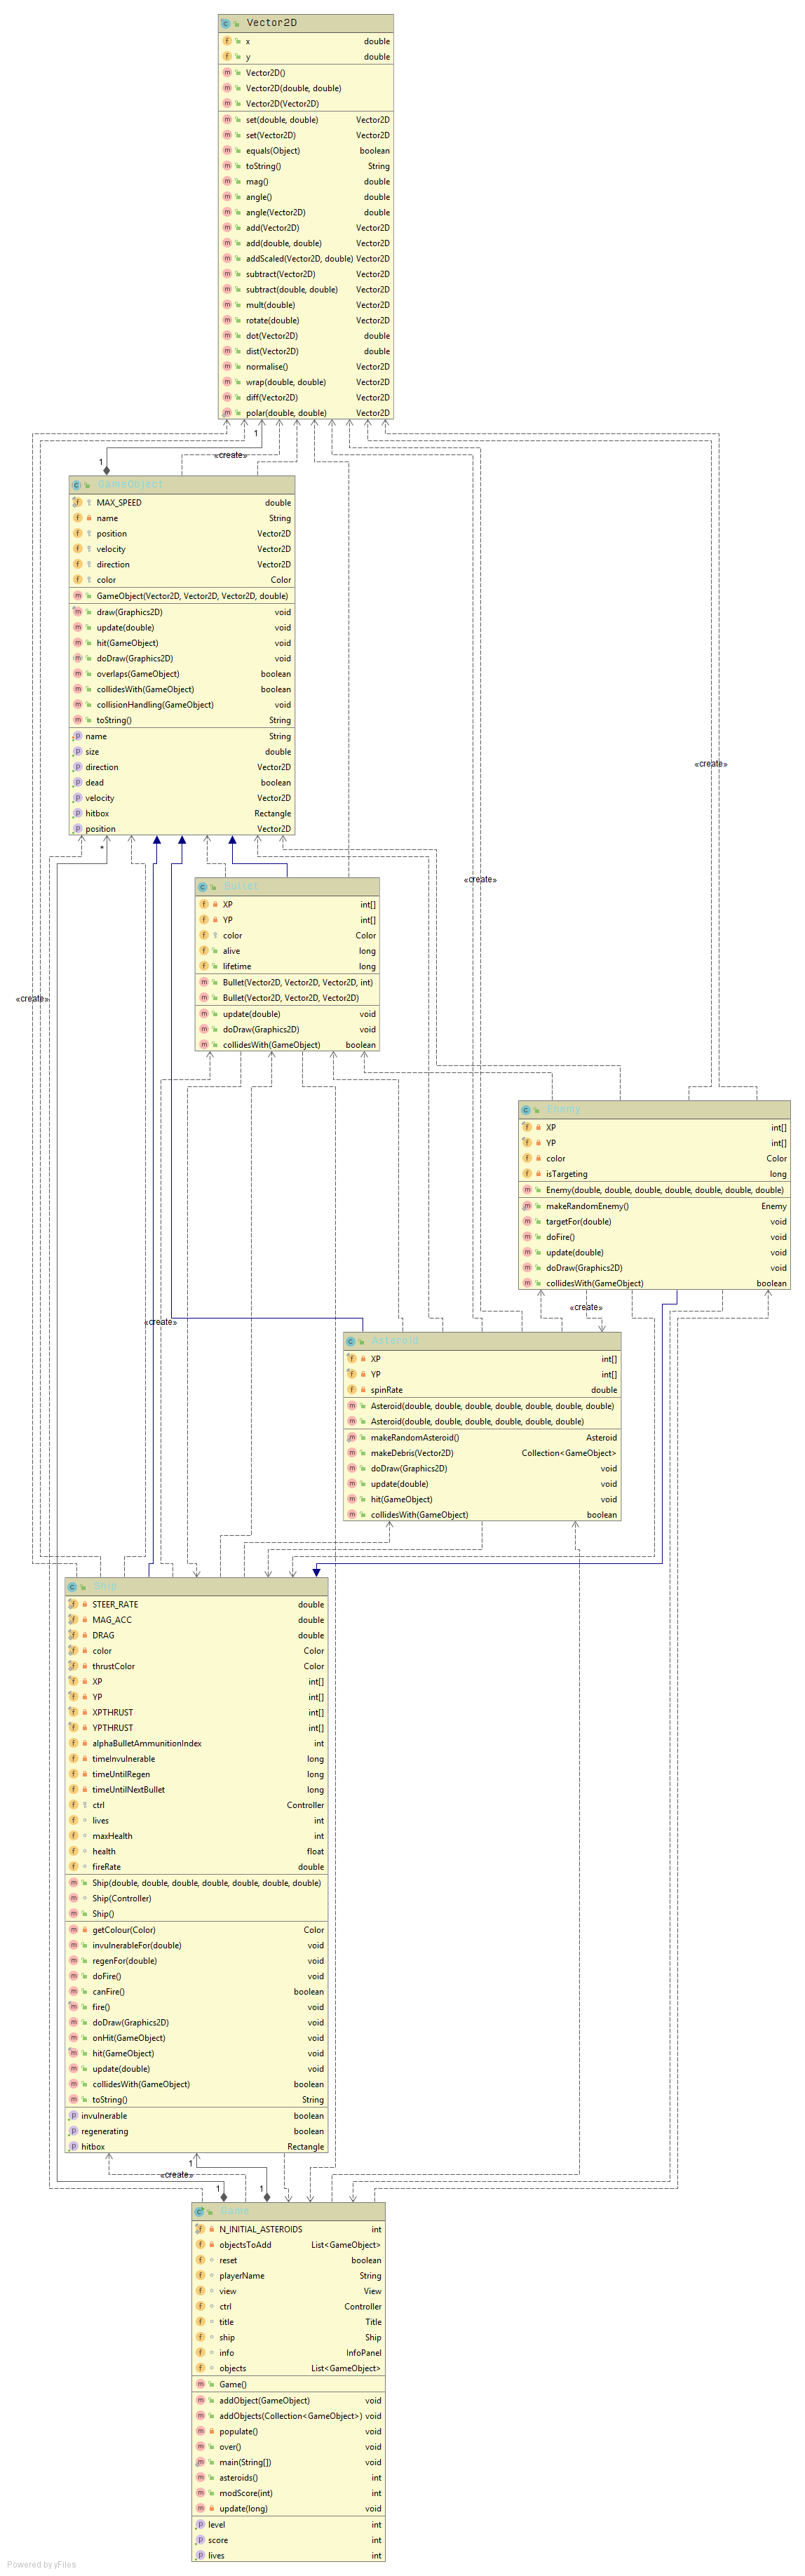 Vector2D
x double
y double
Vector2D()
Vector2D(double, double)
Vector2D(Vector2D)
set(double, double) Vector2D
set(Vector2D) Vector2D
equals(Object) boolean
toString() String
mag() double
angle() double
angle(Vector2D) double
add(Vector2D) Vector2D
add(double, double) Vector2D
addScaled(Vector2D, double) Vector2D
subtract(Vector2D) Vector2D
subtract(double, double) Vector2D
mult(double) Vector2D
rotate(double) Vector2D
dot(Vector2D) double
dist(Vector2D) double
normalise() Vector2D
wrap(double, double) Vector2D
diff(Vector2D) Vector2D
polar(double, double) Vector2D
1
«create»
1
GameObject
MAX_SPEED double
name String
position Vector2D
velocity Vector2D
direction Vector2D
color Color
GameObject(Vector2D, Vector2D, Vector2D, double)
draw(Graphics2D) void
update(double) void
hit(GameObject) void
doDraw(Graphics2D) void
overlaps(GameObject) boolean
collidesWith(GameObject) boolean
collisionHandling(GameObject) void
toString() String
name String
size double
direction Vector2D
dead boolean
velocity Vector2D
hitbox Rectangle
position Vector2D
«create»
*
«create»
Bullet
XP int[]
YP int[]
color Color
alive long
lifetime long
Bullet(Vector2D, Vector2D, Vector2D, int)
Bullet(Vector2D, Vector2D, Vector2D)
update(double) void
doDraw(Graphics2D) void
collidesWith(GameObject) boolean
«create»
Enemy
XP int[]
YP int[]
color Color
isTargeting long
Enemy(double, double, double, double, double, double, double)
makeRandomEnemy() Enemy
targetFor(double) void
doFire() void
update(double) void
doDraw(Graphics2D) void
collidesWith(GameObject) boolean
«create»
«create»
Asteroid
XP int[]
YP int[]
spinRate double
Asteroid(double, double, double, double, double, double)
Asteroid(double, double, double, double, double)
makeRandomAsteroid() Asteroid
makeDebris(Vector2D) Collection<GameObject>
doDraw(Graphics2D) void
update(double) void
hit(GameObject) void
collidesWith(GameObject) boolean
Ship
STEER_RATE double
MAG_ACC double
DRAG double
color Color
thrustColor Color
XP int[]
YP int[]
XPTHRUST int[]
YPTHRUST int[]
alphaBulletAmmunitionIndex int
timeInvulnerable long
timeUntilRegen long
timeUntilNextBullet long
ctrl Controller
lives int
maxHealth int
health float
fireRate double
Ship(double, double, double, double, double, double, double)
Ship(Controller)
Ship()
getColour(Color) Color
invulnerableFor(double) void
regenFor(double) void
doFire() void
canFire() boolean
fire() void
doDraw(Graphics2D) void
onHit(GameObject) void
hit(GameObject) void
update(double) void
collidesWith(GameObject) boolean
toString() String
invulnerable boolean
regenerating boolean
hitbox Rectangle
1
«create»
1
1
Game
N_INITIAL_ASTEROIDS int
objectsToAdd List<GameObject>
reset boolean
playerName String
view View
ctrl Controller
title Title
ship Ship
info InfoPanel
objects List<GameObject>
Game()
addObject(GameObject) void
addObjects(Collection<GameObject>) void
populate() void
over() void
main(String[]) void
asteroids() int
modScore(int) int
update(long) void
level int
score int
lives int
Powered by yFiles